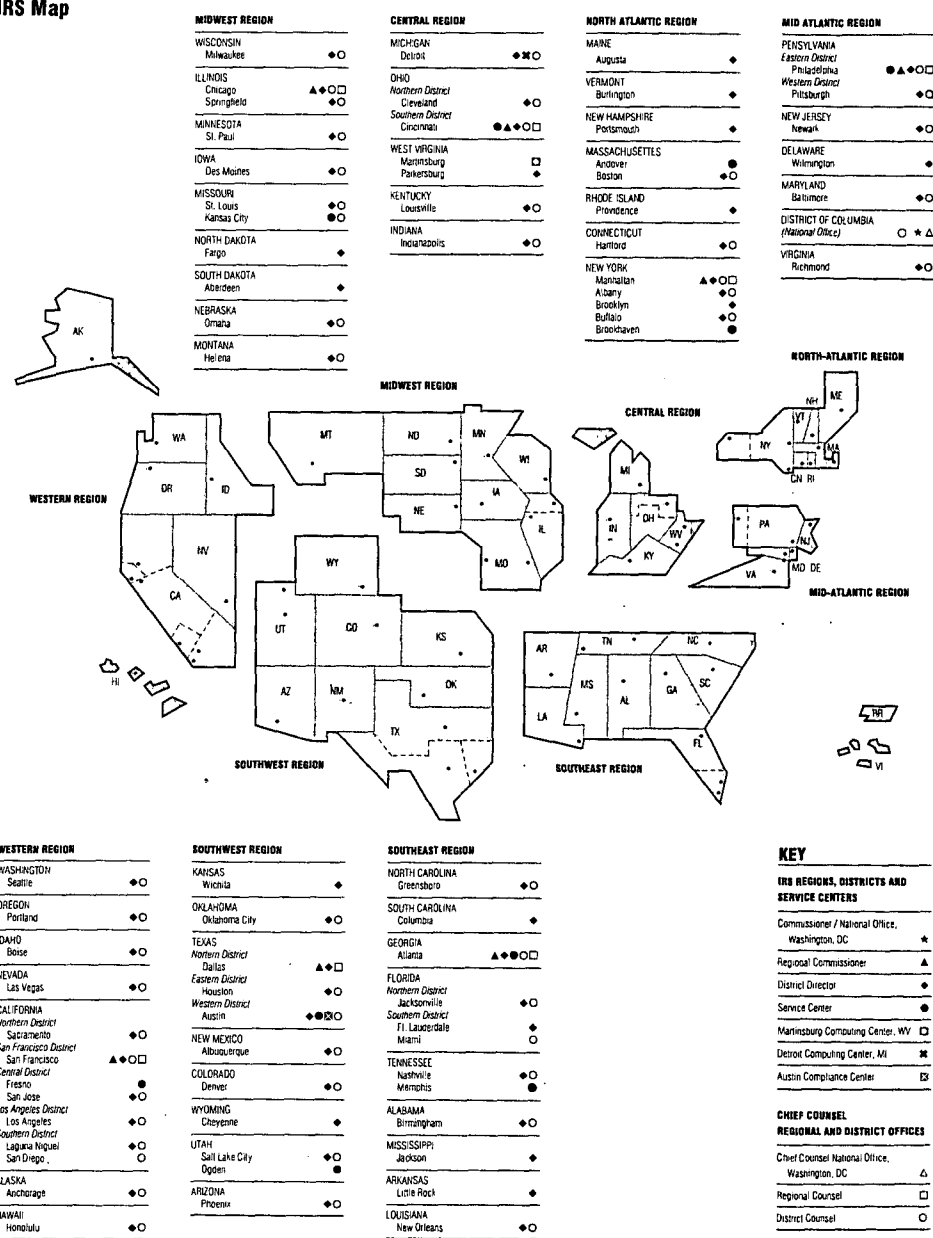 IRS Map
MIDWEST REGION
WISCONSIN
Milwaukee ◆○
ILLINOIS
Chicago ▲◆○□
Springfield ◆○
MINNESOTA
St. Paul ◆○
IOWA
Des Moines ◆○
MISSOURI
St. Louis ◆○
Kansas City ●○
NORTH DAKOTA
Fargo ◆
SOUTH DAKOTA
Aberdeen ◆
NEBRASKA
Omaha ◆○
MONTANA
Helena ◆○
CENTRAL REGION
MICHIGAN
Detroit ◆✖○
OHIO
Northern District
Cleveland ◆○
Southern District
Cincinnati ●▲◆○□
WEST VIRGINIA
Martinsburg ◘
Parkersburg ◆
KENTUCKY
Louisville ◆○
INDIANA
Indianapolis ◆○
NORTH ATLANTIC REGION
MAINE
Augusta ◆
VERMONT
Burlington ◆
NEW HAMPSHIRE
Portsmouth ◆
MASSACHUSETTES
Andover ●
Boston ◆○
RHODE ISLAND
Providence ◆
CONNECTICUT
Hartford ◆○
NEW YORK
Manhattan ▲◆○□
Albany ◆○
Brooklyn ◆
Buffalo ◆○
Brookhaven ●
MID ATLANTIC REGION
PENSYLVANIA
Eastern District
Philadelphia ●▲◆○□
Western District
Pittsburgh ◆○
NEW JERSEY
Newark ◆○
DELAWARE
Wilmington ◆
MARYLAND
Baltimore ◆○
DISTRICT OF COLUMBIA
(National Office) ○ ★ △
VIRGINIA
Richmond ◆○
AK
WESTERN REGION
WA
OR
ID
NV
CA
HI
MIDWEST REGION
MT
ND
MN
WI
SD
IA
NE
IL
MO
CENTRAL REGION
MI
IN
OH
WV
KY
NORTH-ATLANTIC REGION
NH
ME
VT
NY
MA
CN RI
PA
NJ
MD DE
VA
MID-ATLANTIC REGION
WY
UT
CO
KS
AZ
NM
OK
TX
SOUTHWEST REGION
AR
TN
NC
MS
AL
GA
SC
LA
FL
SOUTHEAST REGION
PR
VI
WESTERN REGION
WASHINGTON
Seattle ◆○
OREGON
Portland ◆○
IDAHO
Boise ◆○
NEVADA
Las Vegas ◆○
CALIFORNIA
Northern District
Sacramento ◆○
San Francisco District
San Francisco ▲◆○□
Central District
Fresno ●
San Jose ◆○
Los Angeles District
Los Angeles ◆○
Southern District
Laguna Niguel ◆○
San Diego ○
ALASKA
Anchorage ◆○
HAWAII
Honolulu ◆○
SOUTHWEST REGION
KANSAS
Wichita ◆
OKLAHOMA
Oklahoma City ◆○
TEXAS
Nortern District
Dallas ▲◆□
Eastern District
Houston ◆○
Western District
Austin ◆●⊠○
NEW MEXICO
Albuquerque ◆○
COLORADO
Denver ◆○
WYOMING
Cheyenne ◆
UTAH
Salt Lake City ◆○
Ogden ●
ARIZONA
Phoenix ◆○
SOUTHEAST REGION
NORTH CAROLINA
Greensboro ◆○
SOUTH CAROLINA
Columbia ◆
GEORGIA
Atlanta ▲◆●○□
FLORIDA
Northern District
Jacksonville ◆○
Southern District
Ft. Lauderdale ◆
Miami ○
TENNESSEE
Nashville ◆○
Memphis ●
ALABAMA
Birmingham ◆○
MISSISSIPPI
Jackson ◆
ARKANSAS
Little Rock ◆
LOUISIANA
New Orleans ◆○
KEY
IRS REGIONS, DISTRICTS AND
SERVICE CENTERS
Commissioner / National Office,
Washington, DC ★
Regional Commissioner ▲
District Director ◆
Service Center ●
Martinsburg Computing Center, WV ◘
Detroit Computing Center, MI ✖
Austin Compliance Center ⊠
CHIEF COUNSEL
REGIONAL AND DISTRICT OFFICES
Chief Counsel National Office,
Washington, DC △
Regional Counsel □
District Counsel ○